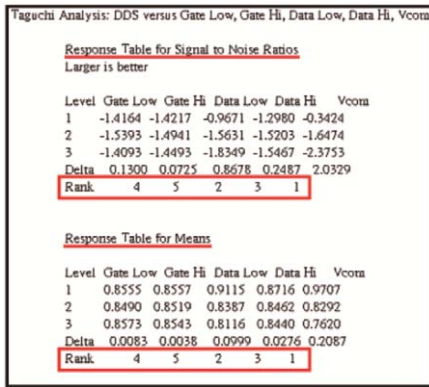 Taguchi Analysis: DDS versus Gate Low, Gate Hi, Data Low, Data Hi, Vcom
Response Table for Signal to Noise Ratios
Larger is better
Level Gate Low Gate Hi Data Low Data Hi Vcom
1 -1.4164 -1.4217 -0.9671 -1.2980 -0.3424
2 -1.5393 -1.4941 -1.5631 -1.5203 -1.6474
3 -1.4093 -1.4493 -1.8349 -1.5467 -2.3753
Delta 0.1300 0.0725 0.8678 0.2487 2.0329
Rank 4 5 2 3 1
Response Table for Means
Level Gate Low Gate Hi Data Low Data Hi Vcom
1 0.8555 0.8557 0.9115 0.8716 0.9707
2 0.8490 0.8519 0.8387 0.8462 0.8292
3 0.8573 0.8543 0.8116 0.8440 0.7620
Delta 0.0083 0.0038 0.0999 0.0276 0.2087
Rank 4 5 2 3 1